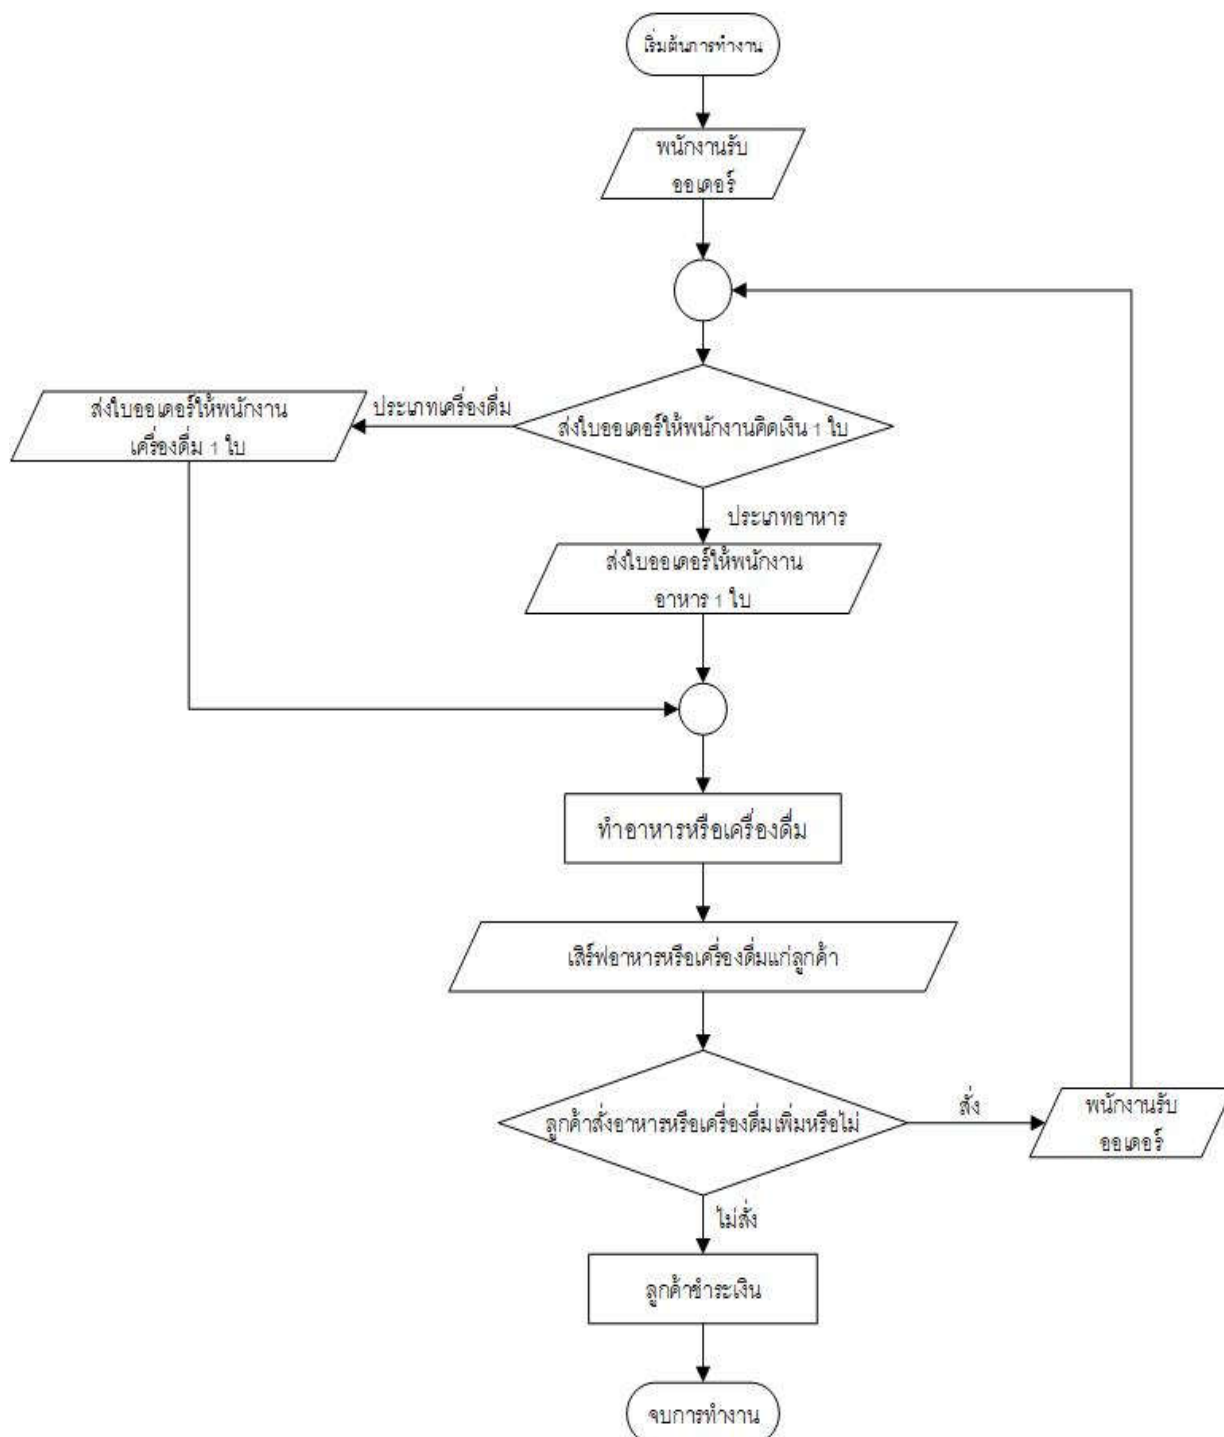 เริ่มต้นการทำงาน
พนักงานรับ
ออเดอร์
ส่งใบออเดอร์ให้พนักงาน
เครื่องดื่ม 1 ใบ
ประเภทเครื่องดื่ม
ส่งใบออเดอร์ให้พนักงานคิดเงิน 1 ใบ
ประเภทอาหาร
ส่งใบออเดอร์ให้พนักงาน
อาหาร 1 ใบ
ทำอาหารหรือเครื่องดื่ม
เสิร์ฟอาหารหรือเครื่องดื่มแก่ลูกค้า
ลูกค้าสั่งอาหารหรือเครื่องดื่มเพิ่มหรือไม่
สั่ง
พนักงานรับ
ออเดอร์
ไม่สั่ง
ลูกค้าชำระเงิน
จบการทำงาน